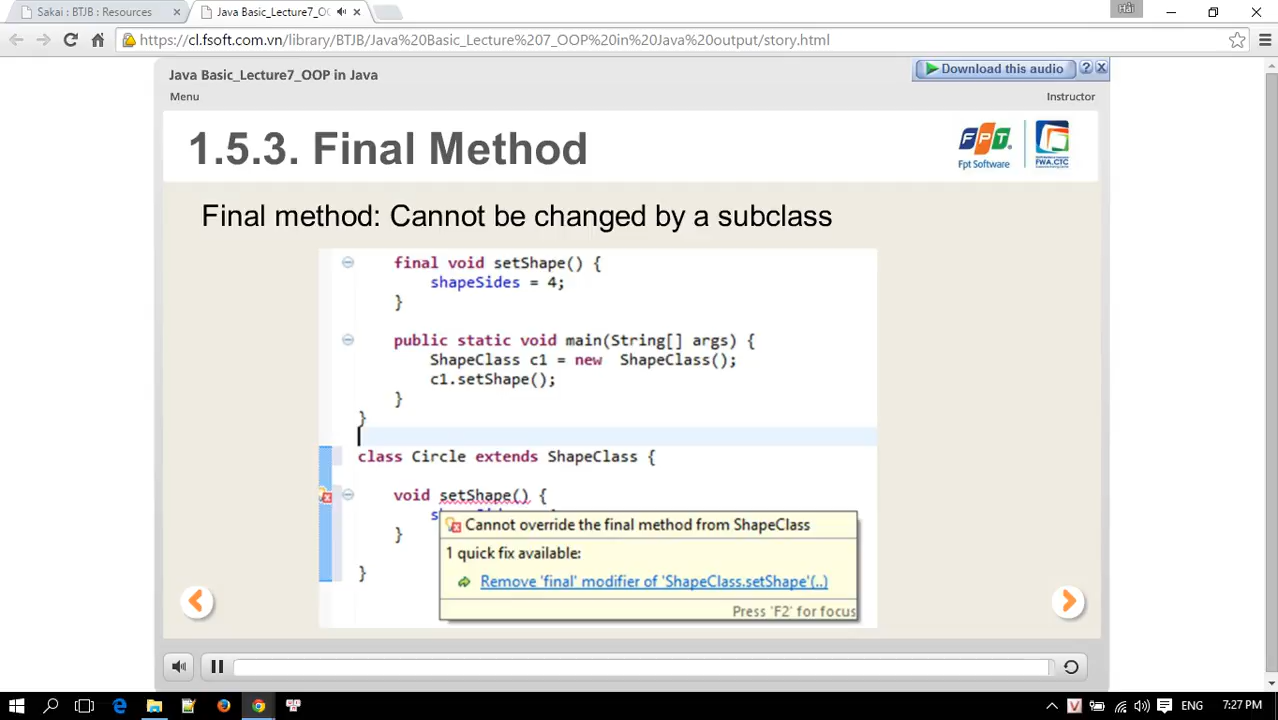 Sakai : BTJB : Resources
Java Basic_Lecture7_OO
Hải
https://cl.fsoft.com.vn/library/BTJB/Java%20Basic_Lecture%207_OOP%20in%20Java%20output/story.html
Java Basic_Lecture7_OOP in Java
Download this audio
?
Menu
Instructor
1.5.3. Final Method
FPT
Fpt Software
FWA.CTC
Final method: Cannot be changed by a subclass
final void setShape() {
shapeSides = 4;
}
public static void main(String[] args) {
ShapeClass c1 = new  ShapeClass();
c1.setShape();
}
}
class Circle extends ShapeClass {
void setShape() {
Cannot override the final method from ShapeClass
}
1 quick fix available:
}
Remove 'final' modifier of 'ShapeClass.setShape'(..)
Press 'F2' for focus
ENG
7:27 PM